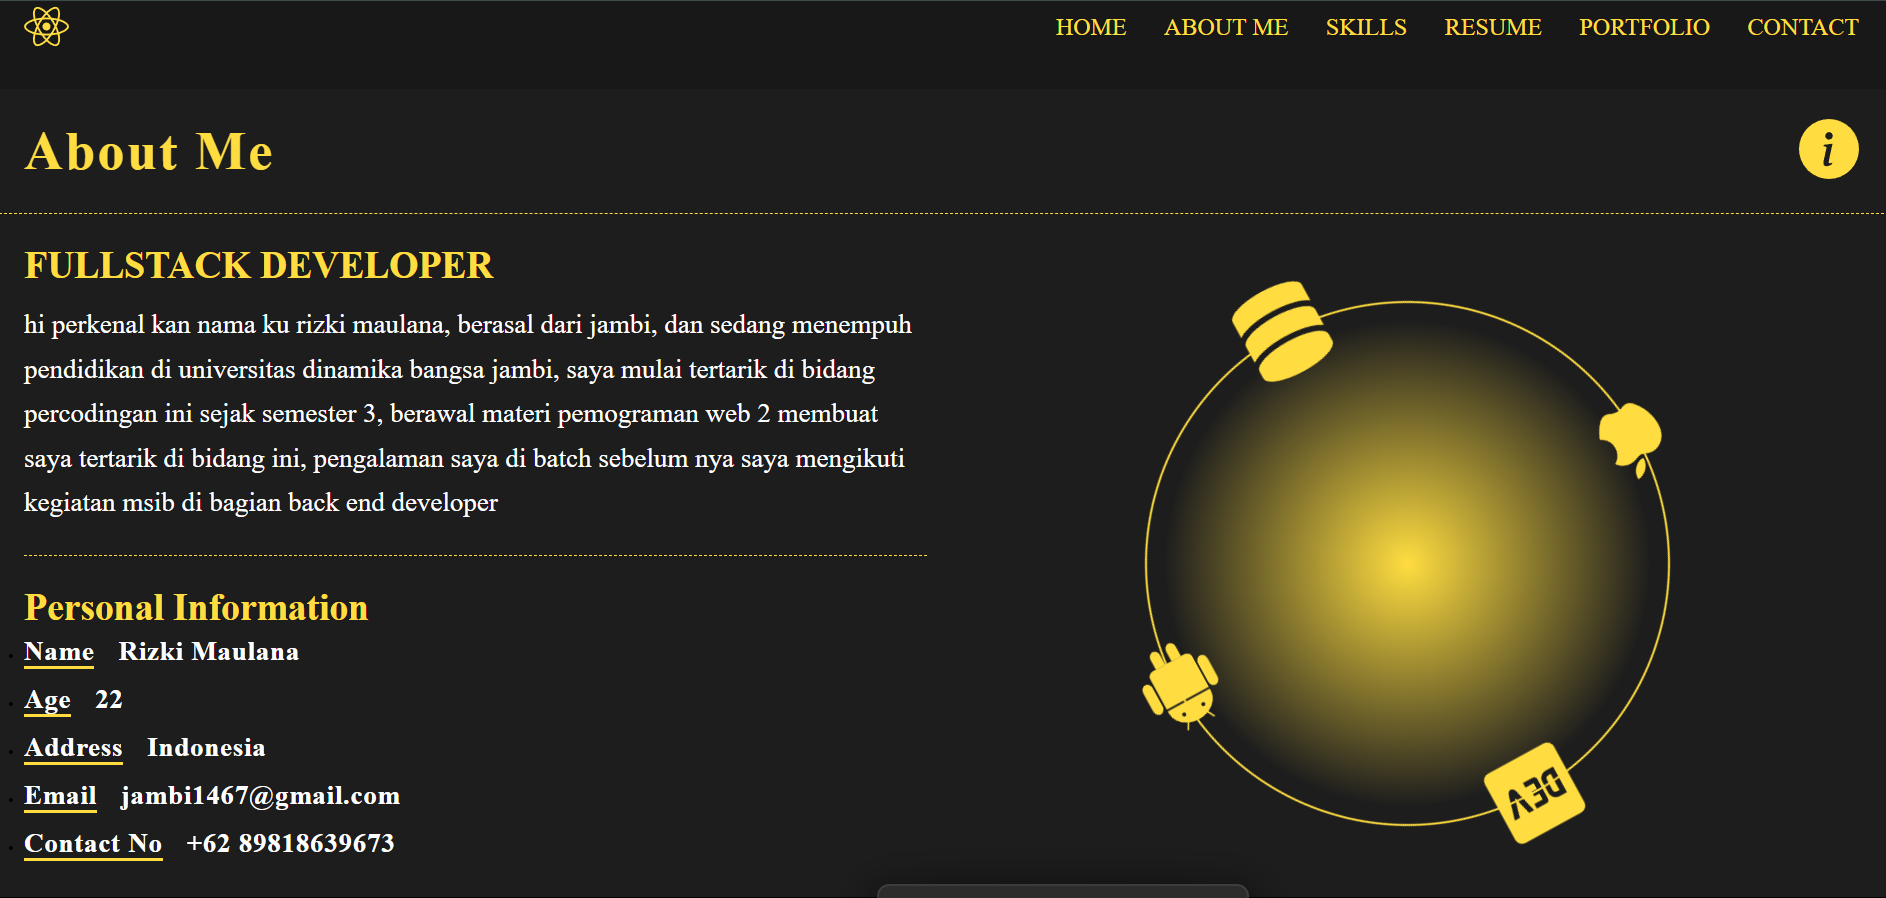 HOME ABOUT ME SKILLS RESUME PORTFOLIO CONTACT
About Me
i
FULLSTACK DEVELOPER
hi perkenal kan nama ku rizki maulana, berasal dari jambi, dan sedang menempuh
pendidikan di universitas dinamika bangsa jambi, saya mulai tertarik di bidang
percodingan ini sejak semester 3, berawal materi pemograman web 2 membuat
saya tertarik di bidang ini, pengalaman saya di batch sebelum nya saya mengikuti
kegiatan msib di bagian back end developer
Personal Information
Name Rizki Maulana
Age 22
Address Indonesia
Email jambi1467@gmail.com
Contact No +62 89818639673
DEV